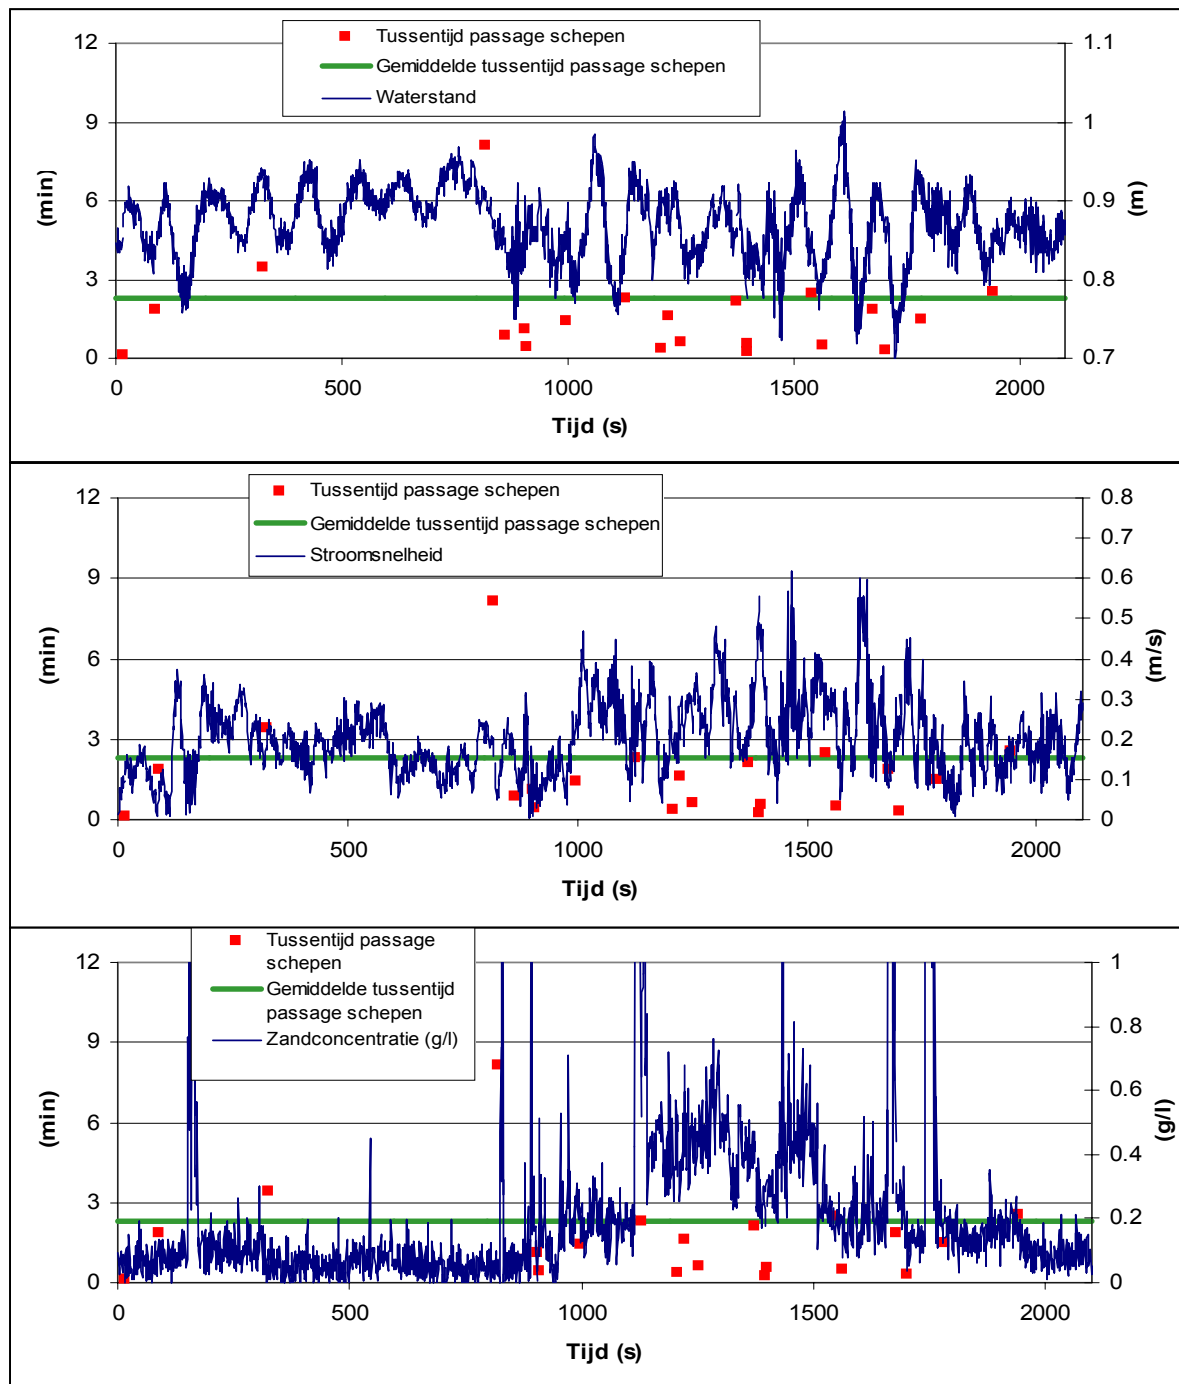 Tussentijd passage schepen
Gemiddelde tussentijd passage schepen
Waterstand
12
9
6
3
0
(min)
1.1
1
0.9
0.8
0.7
(m)
0
500
1000
1500
2000
Tijd (s)
Tussentijd passage schepen
Gemiddelde tussentijd passage schepen
Stroomsnelheid
12
9
6
3
0
(min)
0.8
0.7
0.6
0.5
0.4
0.3
0.2
0.1
0
(m/s)
0
500
1000
1500
2000
Tijd (s)
Tussentijd passage
schepen
Gemiddelde tussentijd
passage schepen
Zandconcentratie (g/l)
12
9
6
3
0
(min)
1
0.8
0.6
0.4
0.2
0
(g/l)
0
500
1000
1500
2000
Tijd (s)